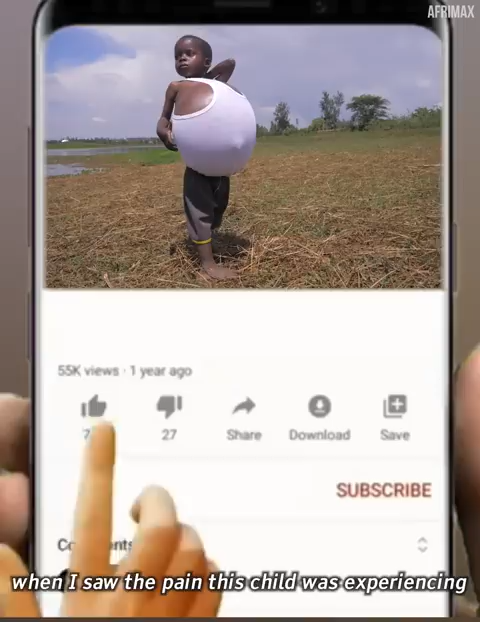 AFRIMAX
55K views · 1 year ago
27
Share
Download
Save
SUBSCRIBE
when I saw the pain this child was experiencing